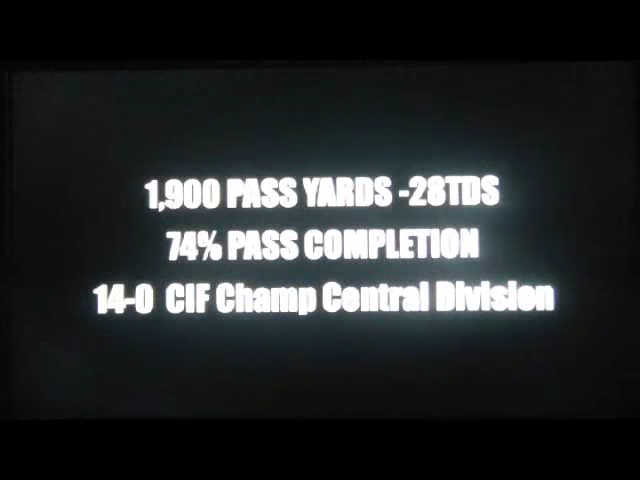 1,900 PASS YARDS -28TDS
74% PASS COMPLETION
14-0 CIF Champ Central Division